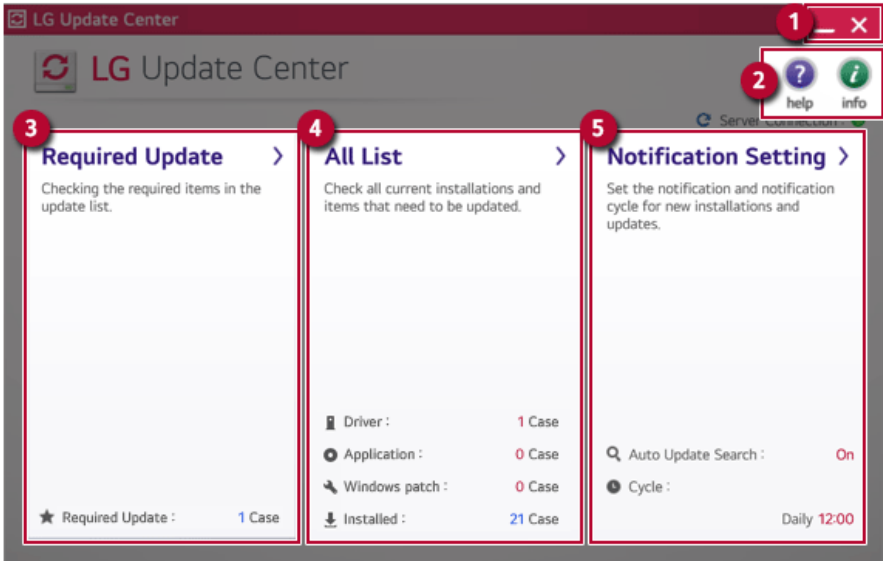 LG Update Center
1
LG Update Center
2
help
info
Server Connection :
3
Required Update >
Checking the required items in the
update list.
★ Required Update : 1 Case
4
All List >
Check all current installations and
items that need to be updated.
Driver : 1 Case
Application : 0 Case
Windows patch : 0 Case
Installed : 21 Case
5
Notification Setting >
Set the notification and notification
cycle for new installations and
updates.
Auto Update Search : On
Cycle :
Daily 12:00